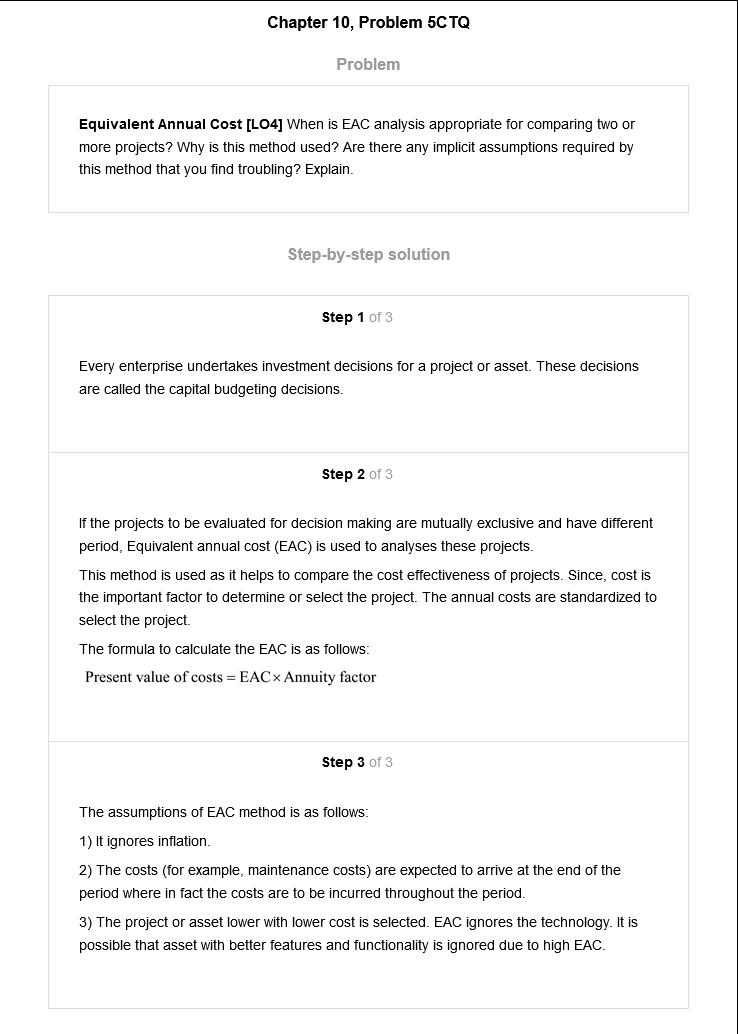 Chapter 10, Problem 5CTQ
Problem
Equivalent Annual Cost [LO4] When is EAC analysis appropriate for comparing two or
more projects? Why is this method used? Are there any implicit assumptions required by
this method that you find troubling? Explain.
Step-by-step solution
Step 1 of 3
Every enterprise undertakes investment decisions for a project or asset. These decisions
are called the capital budgeting decisions.
Step 2 of 3
If the projects to be evaluated for decision making are mutually exclusive and have different
period, Equivalent annual cost (EAC) is used to analyses these projects.
This method is used as it helps to compare the cost effectiveness of projects. Since, cost is
the important factor to determine or select the project. The annual costs are standardized to
select the project.
The formula to calculate the EAC is as follows:
Present value of costs = EAC × Annuity factor
Step 3 of 3
The assumptions of EAC method is as follows:
1) It ignores inflation.
2) The costs (for example, maintenance costs) are expected to arrive at the end of the
period where in fact the costs are to be incurred throughout the period.
3) The project or asset lower with lower cost is selected. EAC ignores the technology. It is
possible that asset with better features and functionality is ignored due to high EAC.